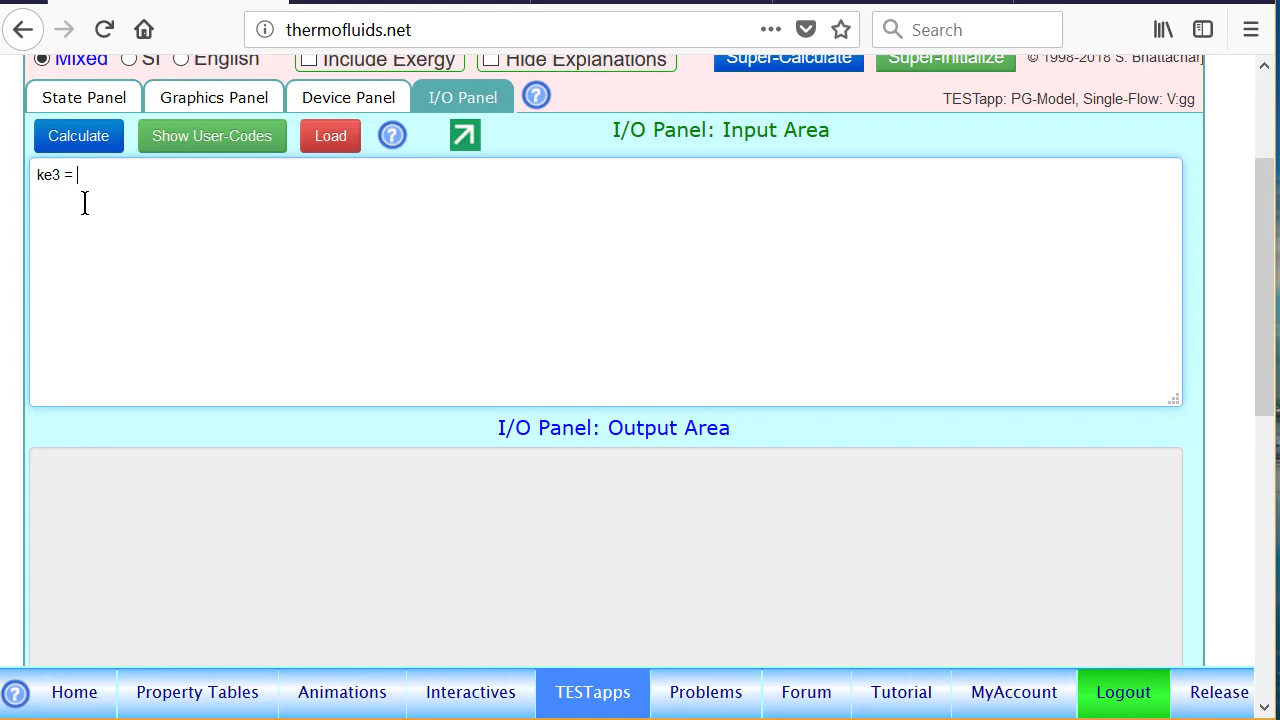 thermofluids.net
Search
Mixed SI English Include Exergy Hide Explanations Super-Calculate Super-Initialize © 1998-2018 S. Bhattachar
State Panel Graphics Panel Device Panel I/O Panel ?
TESTapp: PG-Model, Single-Flow: V:gg
Calculate Show User-Codes Load ? I/O Panel: Input Area
ke3 =
I/O Panel: Output Area
? Home Property Tables Animations Interactives TESTapps Problems Forum Tutorial MyAccount Logout Release